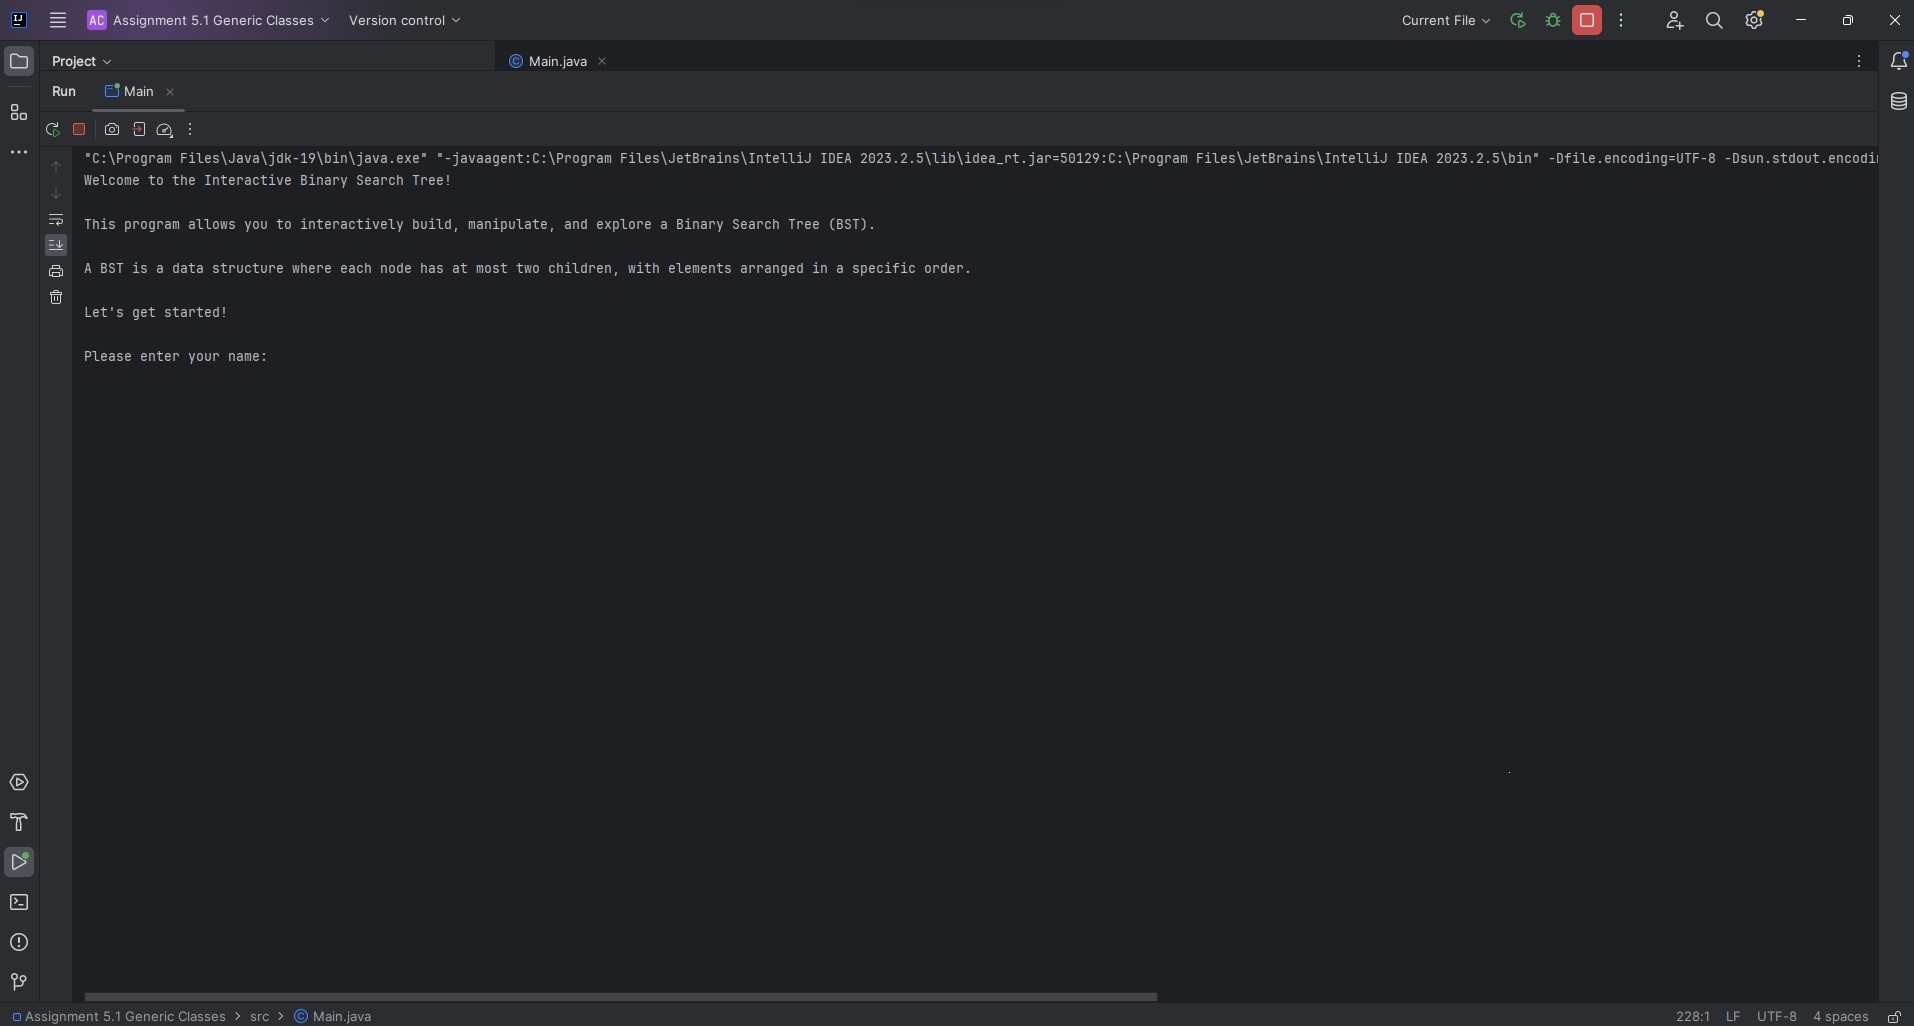 AC Assignment 5.1 Generic Classes Version control Current File
Project Main.java
Run Main
"C:\Program Files\Java\jdk-19\bin\java.exe" "-javaagent:C:\Program Files\JetBrains\IntelliJ IDEA 2023.2.5\lib\idea_rt.jar=50129:C:\Program Files\JetBrains\IntelliJ IDEA 2023.2.5\bin" -Dfile.encoding=UTF-8 -Dsun.stdout.encodi
Welcome to the Interactive Binary Search Tree!
This program allows you to interactively build, manipulate, and explore a Binary Search Tree (BST).
A BST is a data structure where each node has at most two children, with elements arranged in a specific order.
Let's get started!
Please enter your name:
Assignment 5.1 Generic Classes > src > Main.java 228:1 LF UTF-8 4 spaces